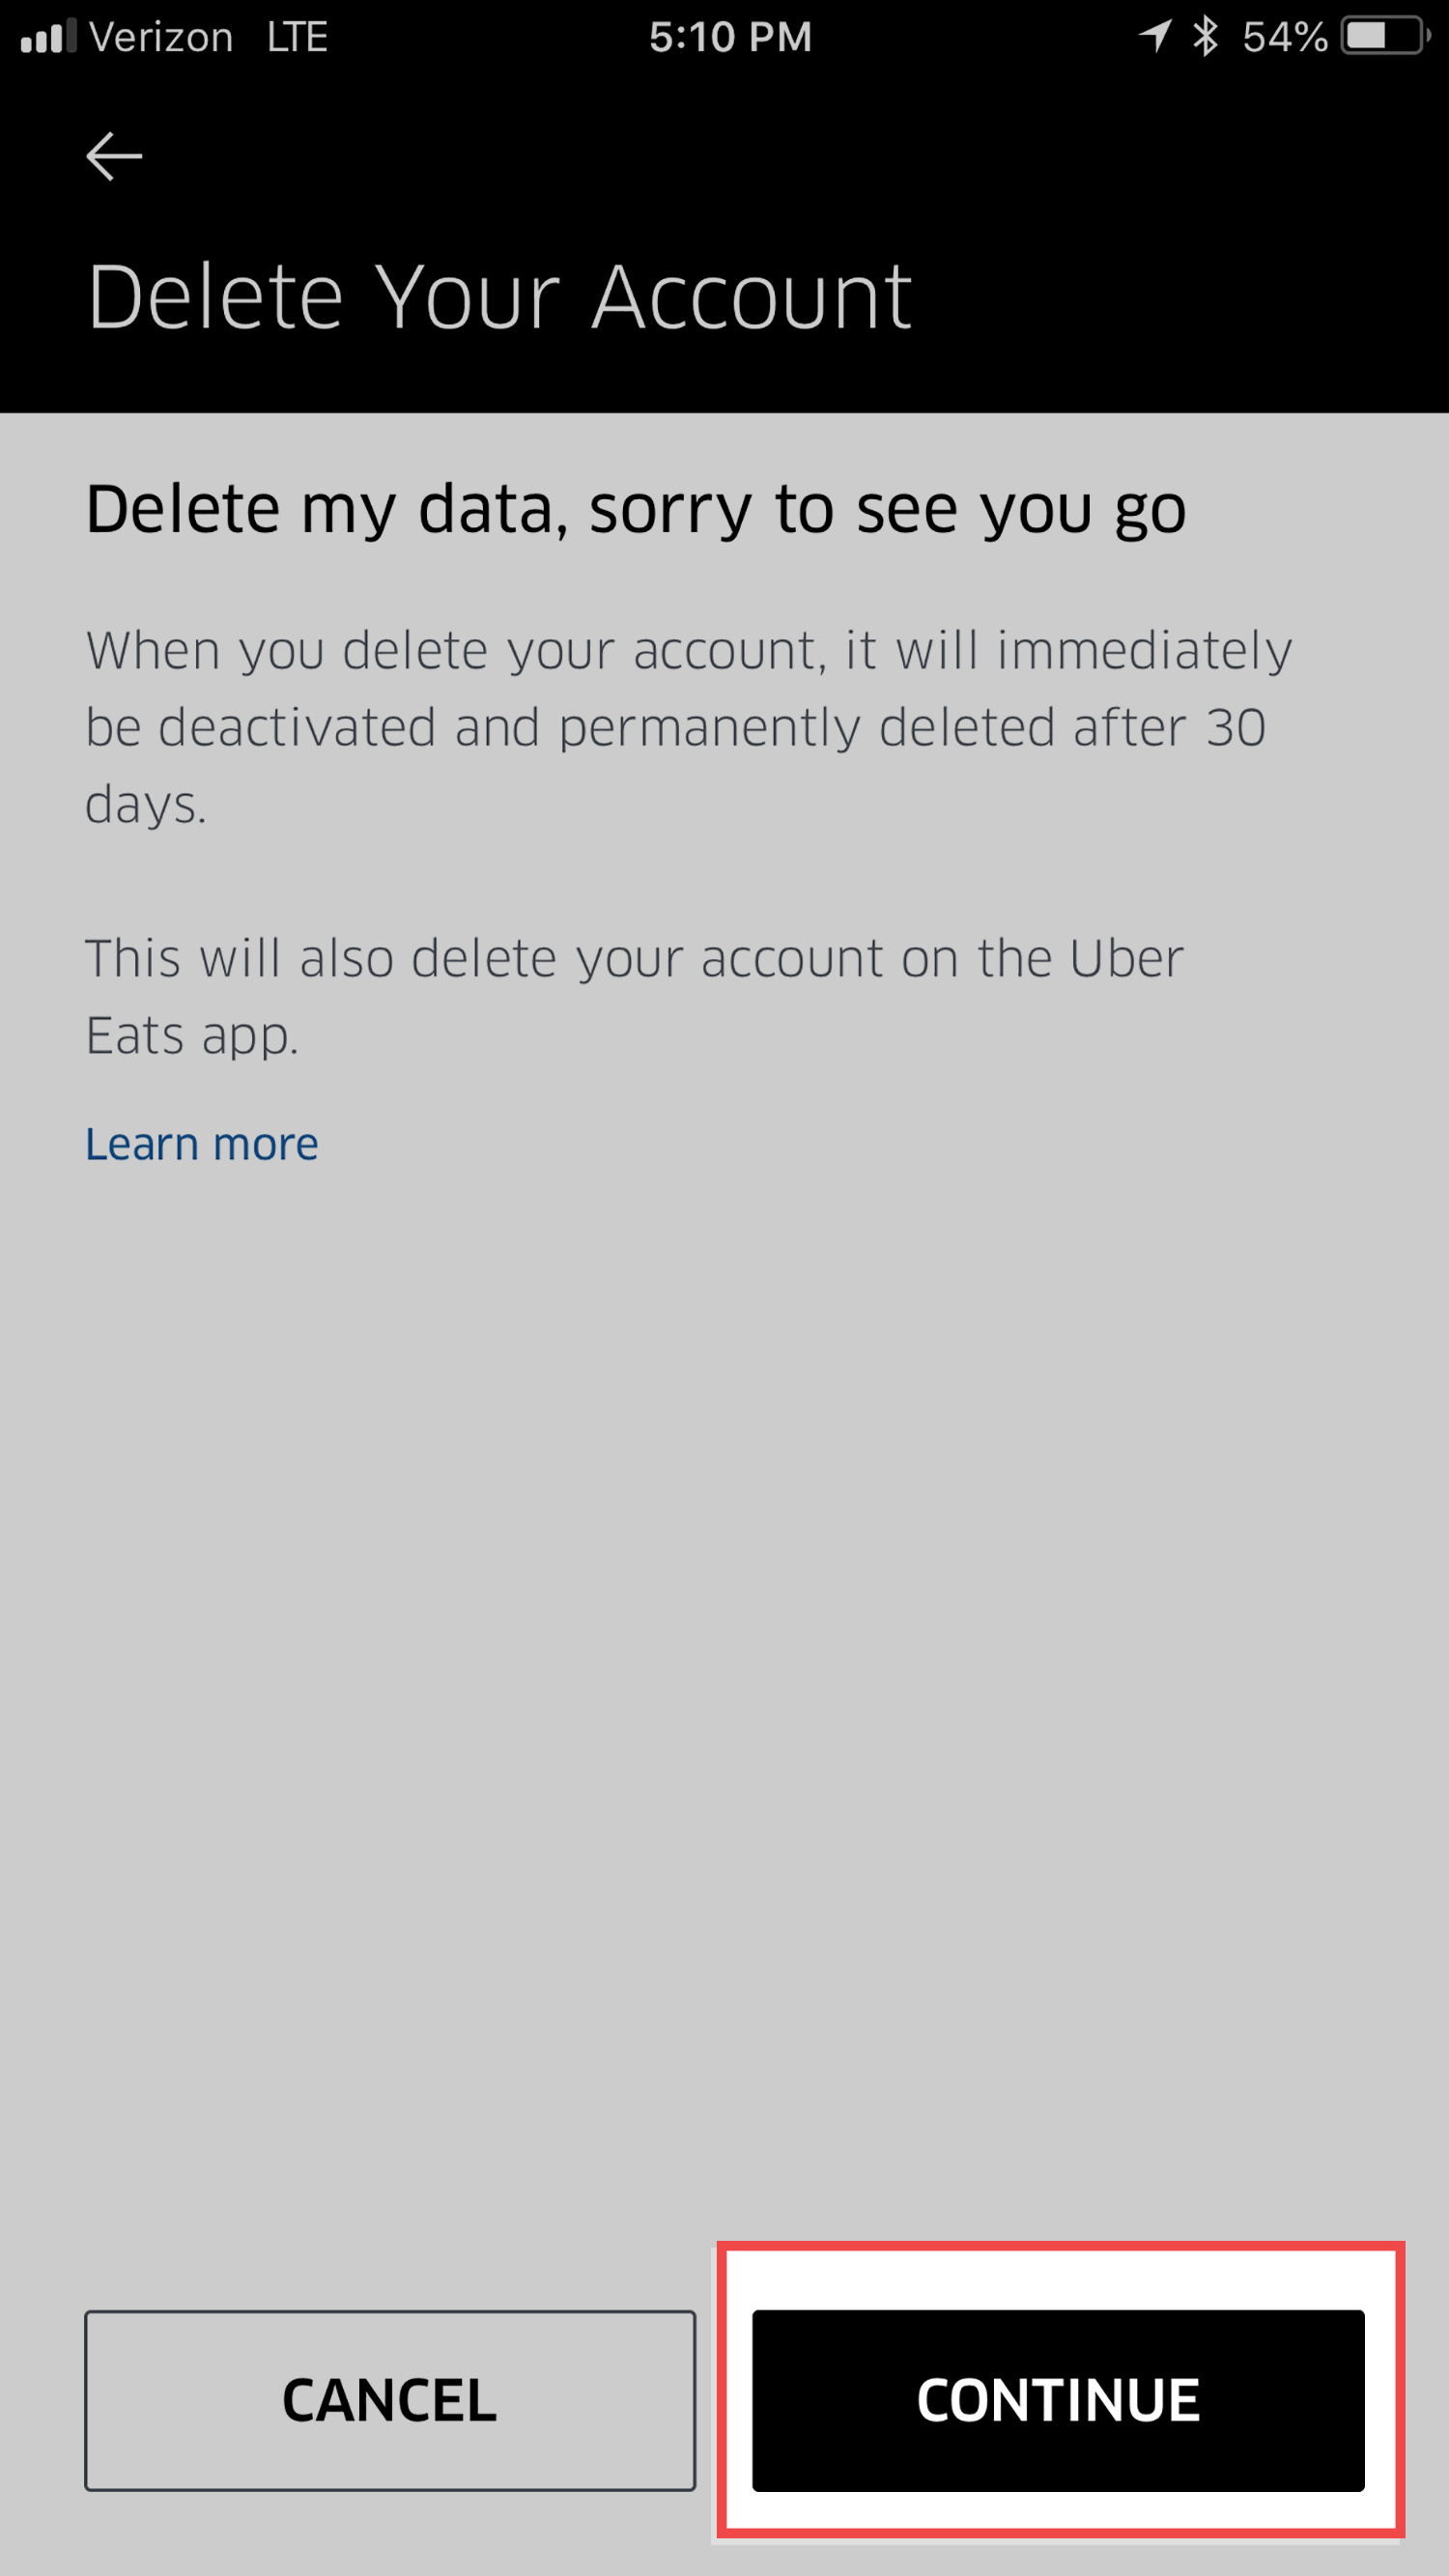 Verizon LTE 5:10 PM 54%
Delete Your Account
Delete my data, sorry to see you go
When you delete your account, it will immediately
be deactivated and permanently deleted after 30
days.
This will also delete your account on the Uber
Eats app.
Learn more
CANCEL CONTINUE